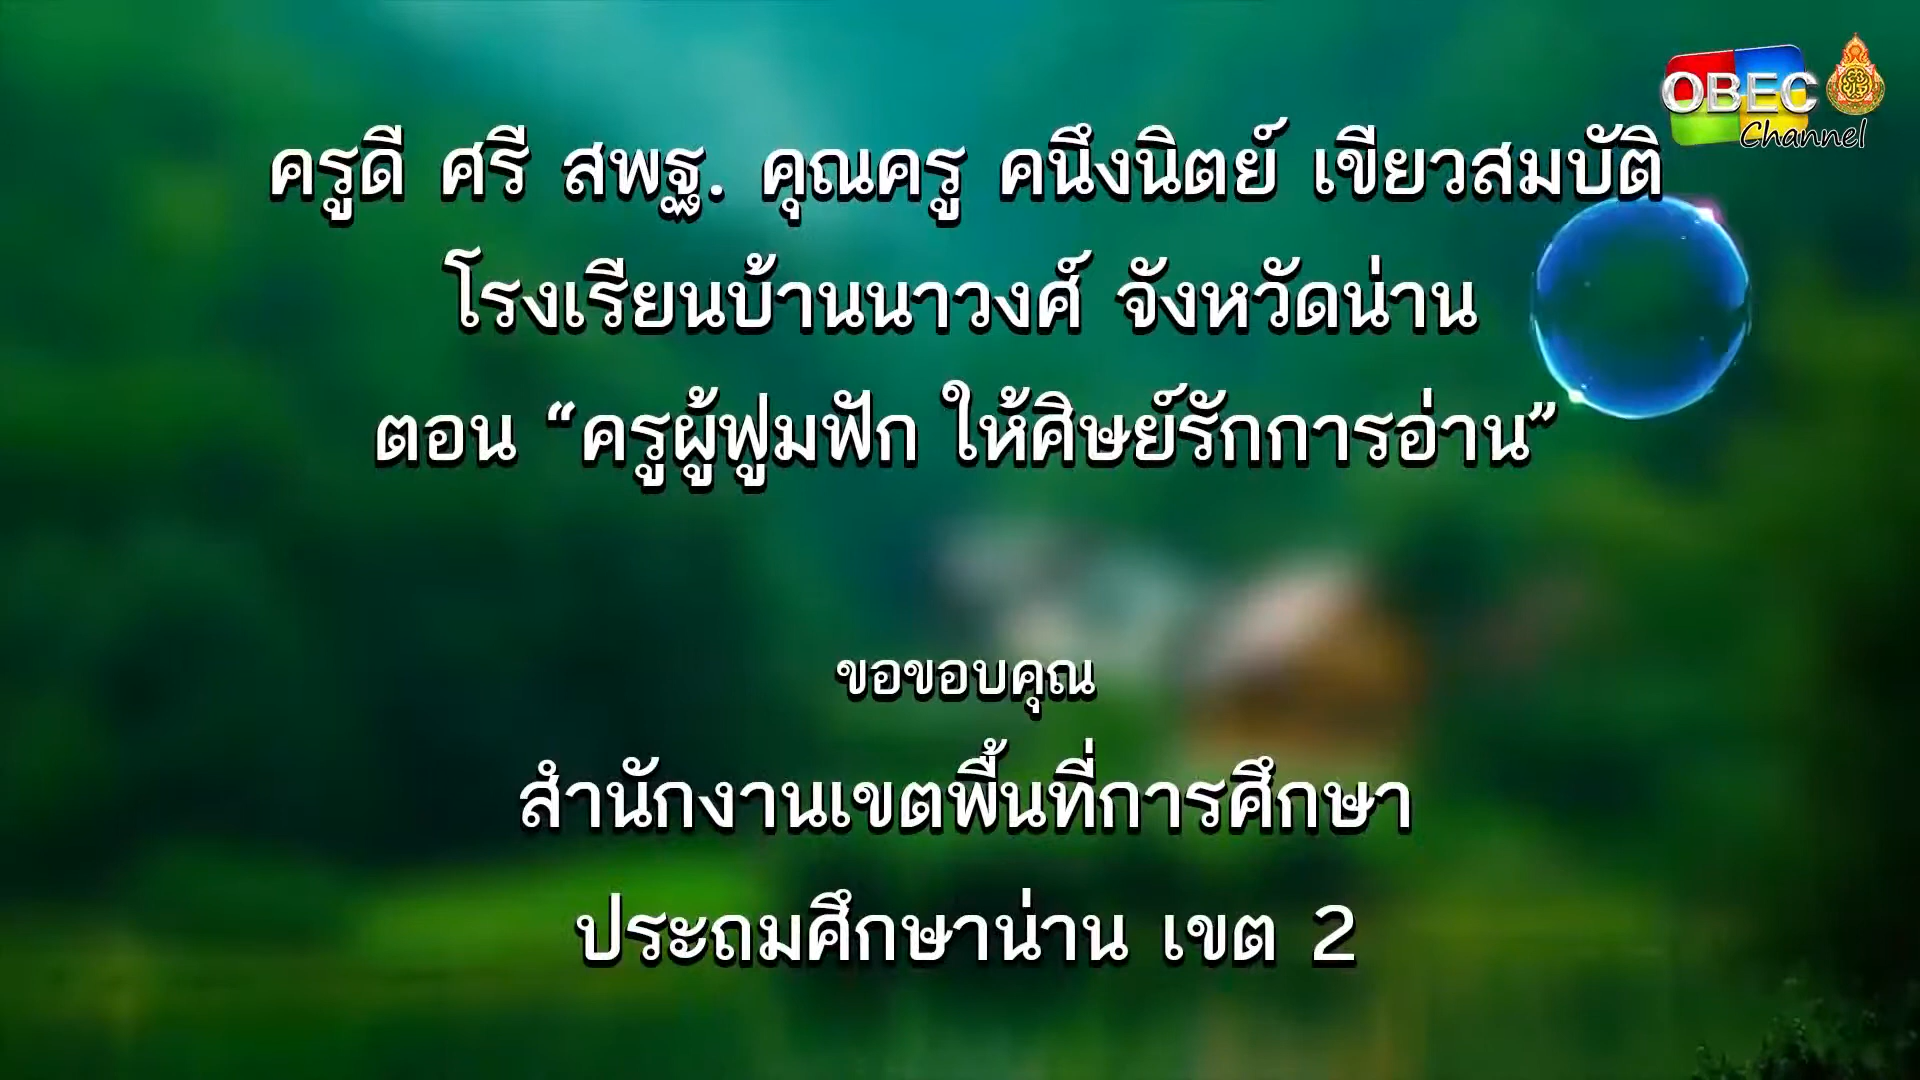 OBEC
Channel
ครูดี ศรี สพฐ. คุณครู คนึงนิตย์ เขียวสมบัติ
โรงเรียนบ้านนาวงศ์ จังหวัดน่าน
ตอน “ครูผู้ฟูมฟัก ให้ศิษย์รักการอ่าน”
ขอขอบคุณ
สำนักงานเขตพื้นที่การศึกษา
ประถมศึกษาน่าน เขต 2